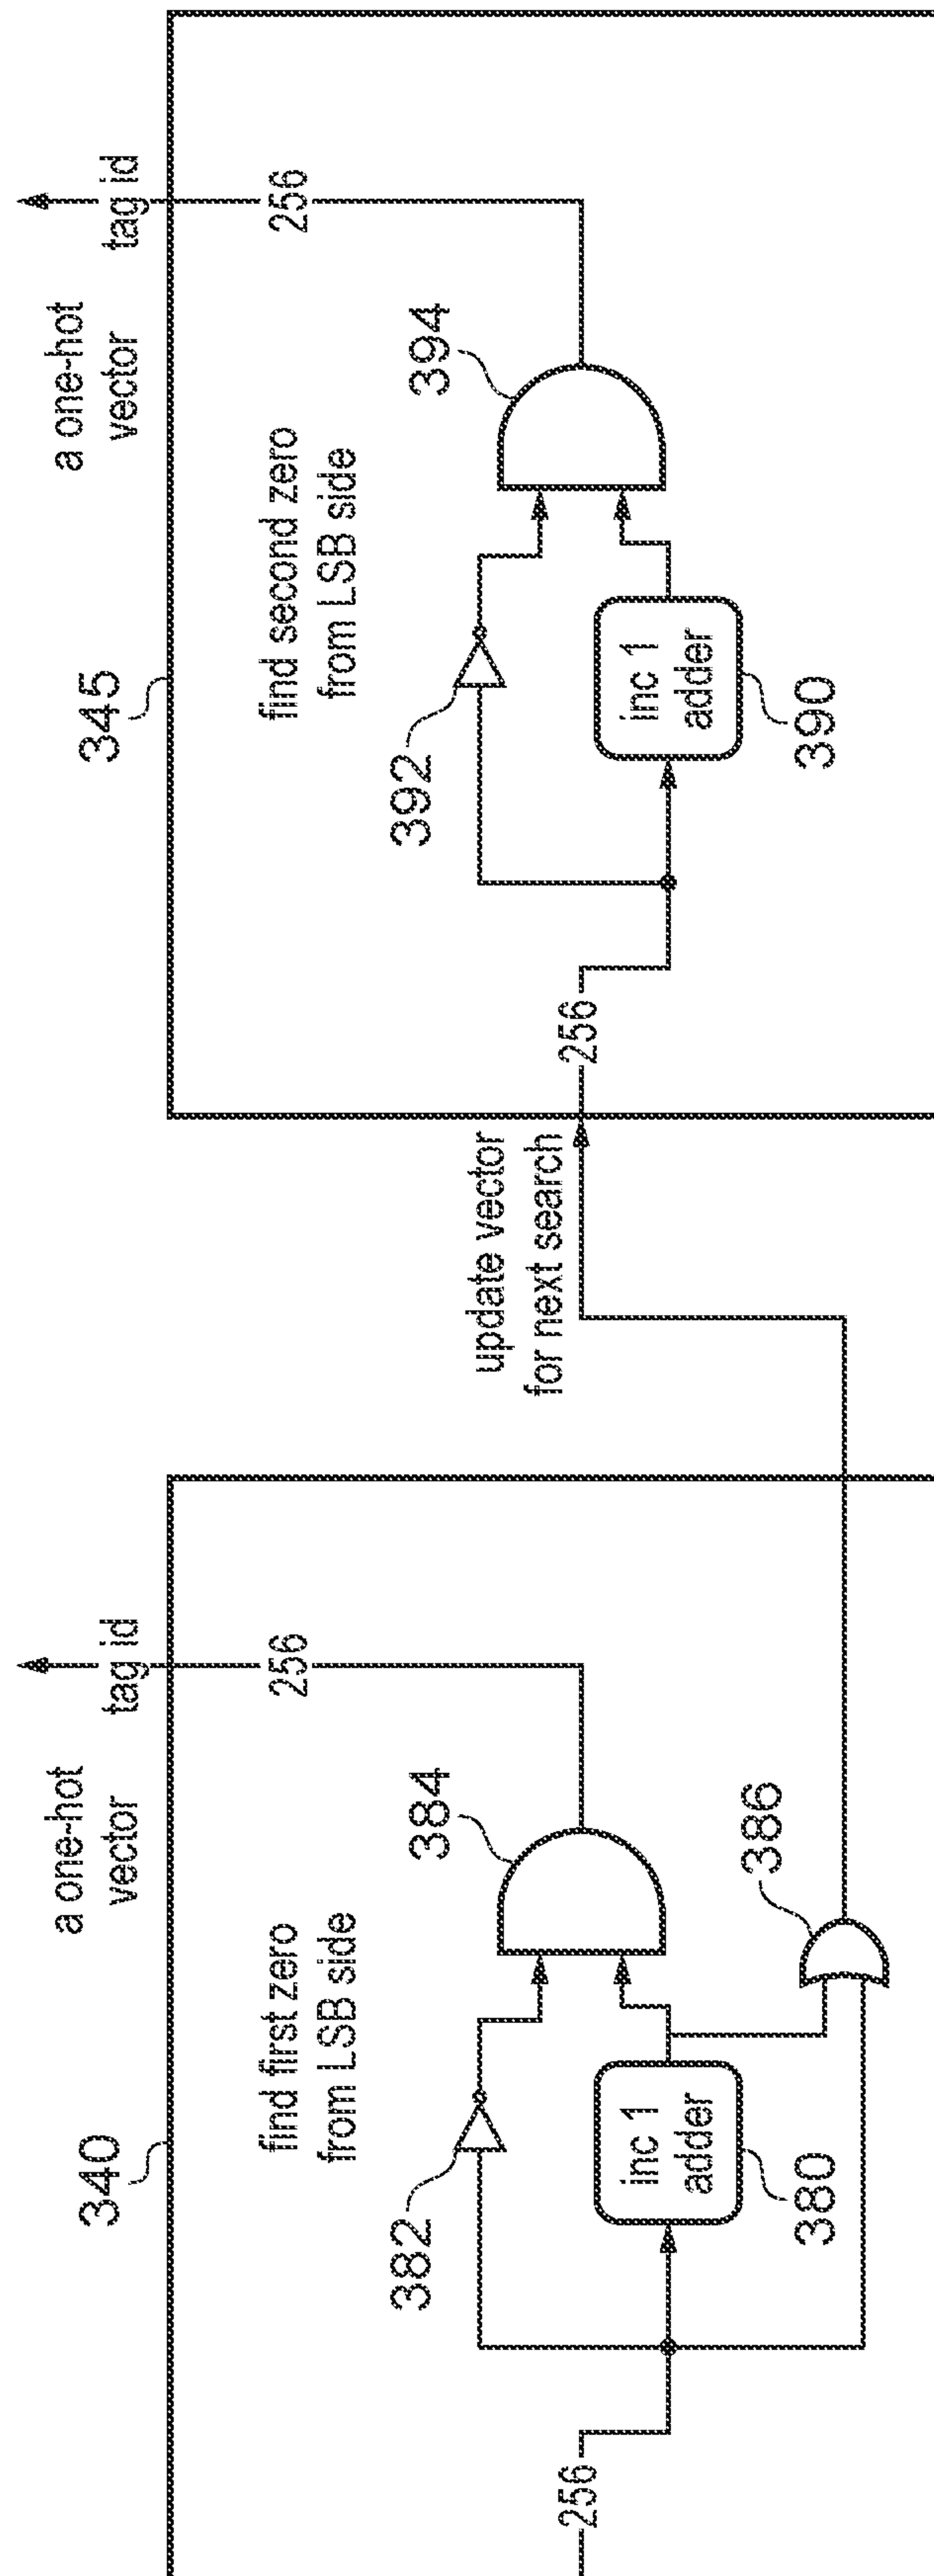 340
a one-hot
vector
tag id
find first zero
from LSB side
256
382
384
256
inc 1
adder
380
386
update vector
for next search
345
a one-hot
vector
tag id
find second zero
from LSB side
256
392
394
256
inc 1
adder
390